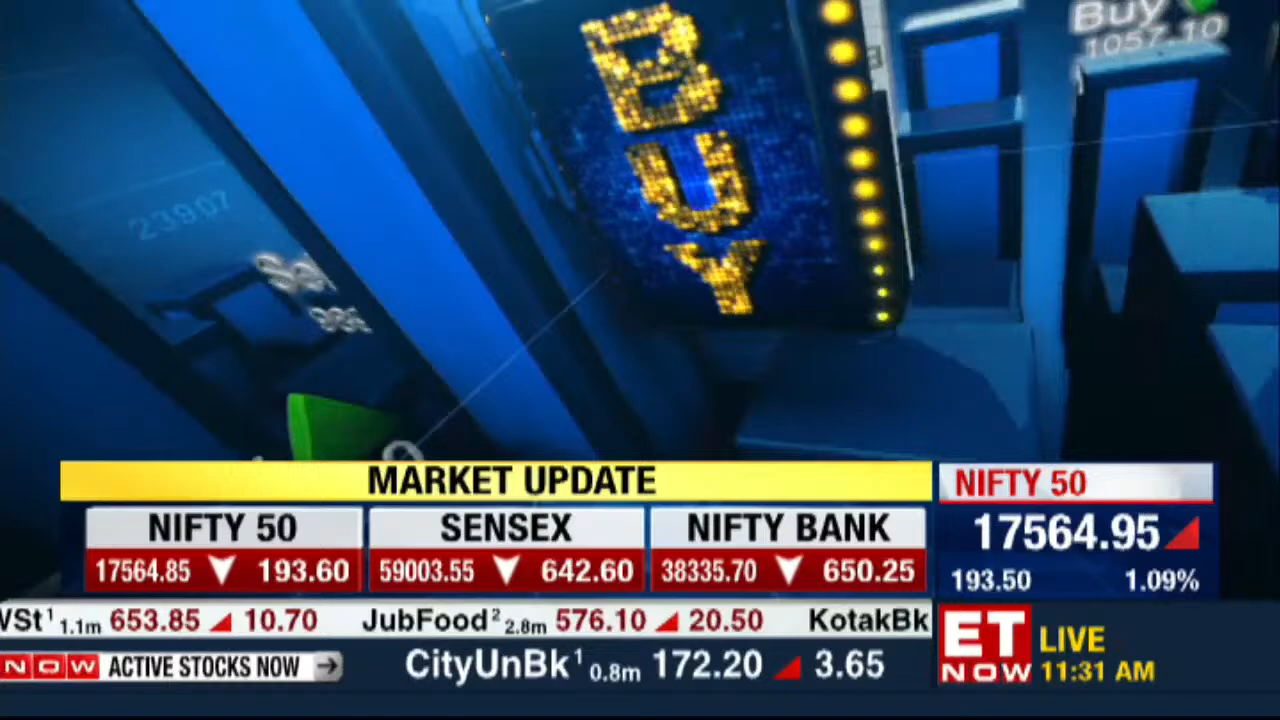 BUY
Buy
1057.10
23907
MARKET UPDATE
NIFTY 50
17564.85 ▼ 193.60
SENSEX
59003.55 ▼ 642.60
NIFTY BANK
38335.70 ▼ 650.25
NIFTY 50
17564.95
193.50 1.09%
VSt¹ 1.1m 653.85 10.70 JubFood² 2.8m 576.10 20.50 KotakBk
NOW ACTIVE STOCKS NOW → CityUnBk¹ 0.8m 172.20 3.65
ET NOW
LIVE
11:31 AM